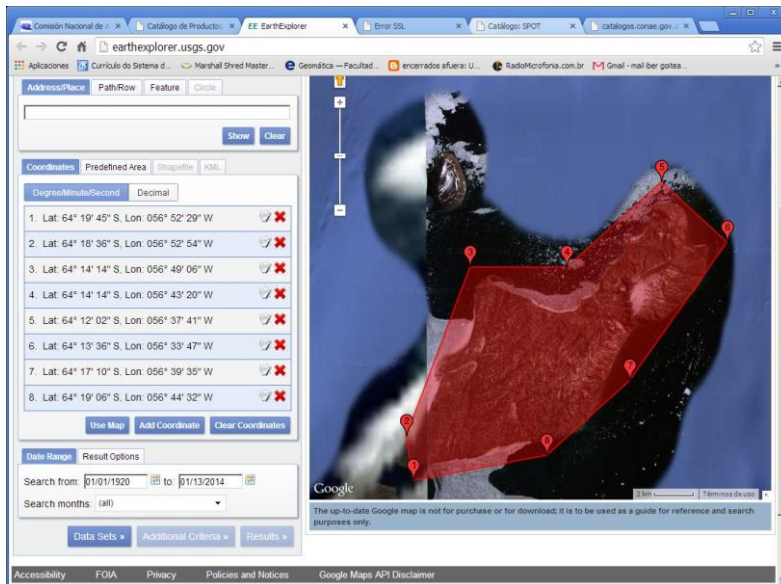 Comisión Nacional de A
Catálogo de Producto:
EE EarthExplorer
Error SSL
Catálogo: SPOT
catalogos.conae.gov.
earthexplorer.usgs.gov
Aplicaciones
Currículo do Sistema d...
Marshall Shred Master...
Geomática — Facultad...
encerrados afuera: U...
RadioMicrofonia.com.br
Gmail - mail iber goitea...
Address/Place Path/Row Feature Circle
Show Clear
Coordinates Predefined Area Shapefile KML
Degree/Minute/Second Decimal
1. Lat: 64° 19' 45" S, Lon: 056° 52' 29" W
2. Lat: 64° 18' 36" S, Lon: 056° 52' 54" W
3. Lat: 64° 14' 14" S, Lon: 056° 49' 06" W
4. Lat: 64° 14' 14" S, Lon: 056° 43' 20" W
5. Lat: 64° 12' 02" S, Lon: 056° 37' 41" W
6. Lat: 64° 13' 36" S, Lon: 056° 33' 47" W
7. Lat: 64° 17' 10" S, Lon: 056° 39' 35" W
8. Lat: 64° 19' 06" S, Lon: 056° 44' 32" W
Use Map Add Coordinate Clear Coordinates
Date Range Result Options
Search from: 01/01/1920 to: 01/13/2014
Search months: (all)
Data Sets » Additional Criteria » Results »
5
6
3
4
7
2
8
1
Google
2 km
Términos de uso
The up-to-date Google map is not for purchase or for download; it is to be used as a guide for reference and search
purposes only.
Accessibility FOIA Privacy Policies and Notices Google Maps API Disclaimer